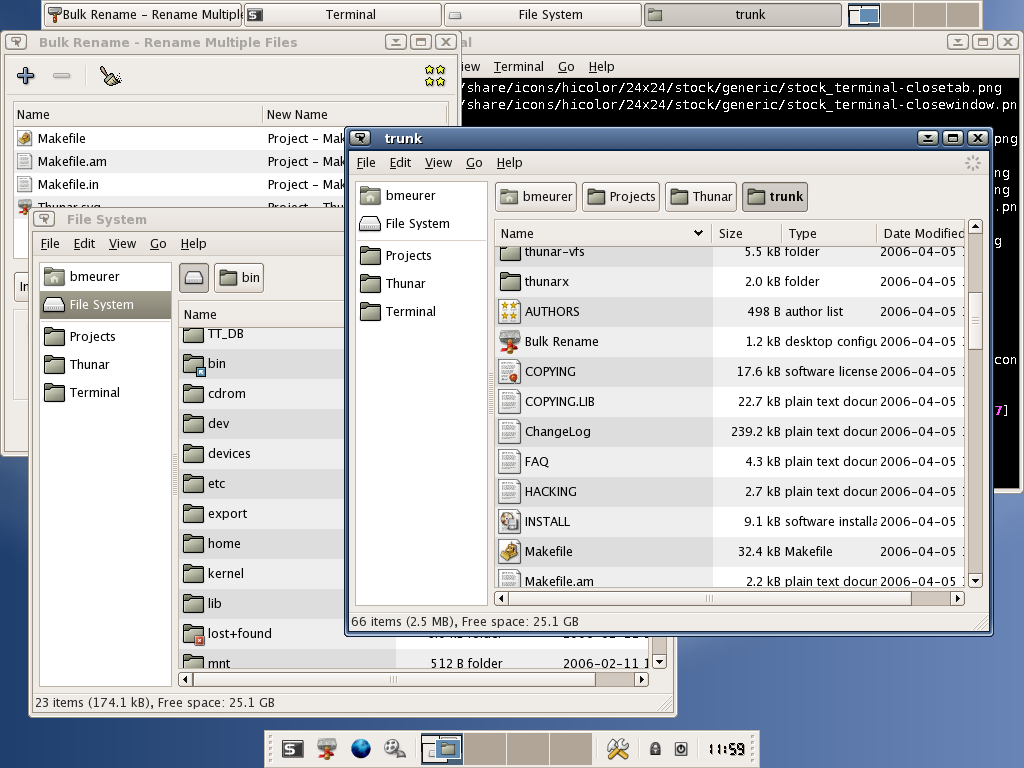 Bulk Rename – Rename Multipl
Terminal
File System
trunk
Bulk Rename - Rename Multiple Files
Name
New Name
Makefile
Project – Mak
Makefile.am
Project – Mak
Makefile.in
Project – Mak
Thunar.svg
Terminal
Go
Help
/share/icons/hicolor/24x24/stock/generic/stock_terminal-closetab.png
/share/icons/hicolor/24x24/stock/generic/stock_terminal-closewindow.pn
png
File System
File
Edit
View
Go
Help
bmeurer
File System
Projects
Thunar
Terminal
bin
Name
TT_DB
bin
cdrom
dev
devices
etc
export
home
kernel
lib
lost+found
mnt
512 B folder
2006-02-11 1
23 items (174.1 kB), Free space: 25.1 GB
trunk
File
Edit
View
Go
Help
bmeurer
File System
Projects
Thunar
Terminal
bmeurer
Projects
Thunar
trunk
Name
Size
Type
Date Modified
thunar-vfs
5.5 kB folder
2006-04-05
thunarx
2.0 kB folder
2006-04-05
AUTHORS
498 B author list
2006-04-05
Bulk Rename
1.2 kB desktop configu
2006-04-05
COPYING
17.6 kB software license
2006-04-05
COPYING.LIB
22.7 kB plain text docun
2006-04-05
ChangeLog
239.2 kB plain text docun
2006-04-05
FAQ
4.3 kB plain text docun
2006-04-05
HACKING
2.7 kB plain text docun
2006-04-05
INSTALL
9.1 kB software installa
2006-04-05
Makefile
32.4 kB Makefile
2006-04-05
Makefile.am
2.2 kB plain text docun
2006-04-05
66 items (2.5 MB), Free space: 25.1 GB
11:59